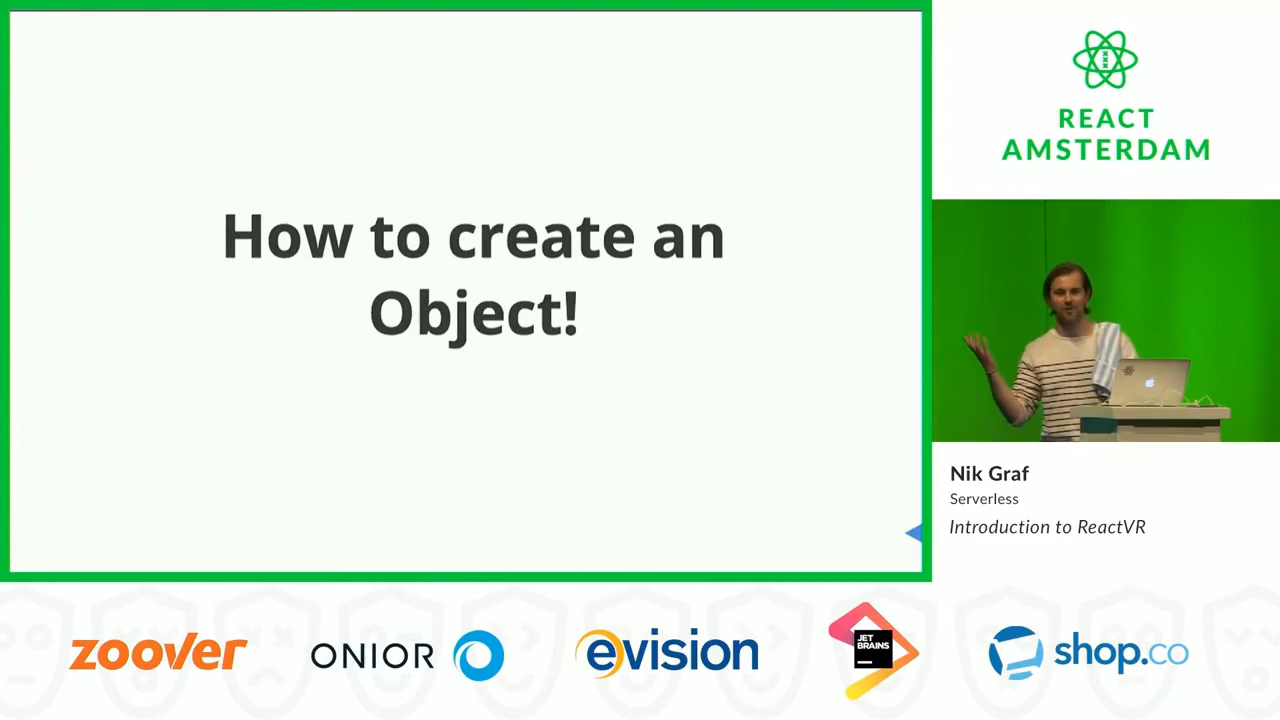 How to create an
Object!
REACT
AMSTERDAM
Nik Graf
Serverless
Introduction to ReactVR
zoover
ONIOR
evision
JET
BRAINS
shop.co